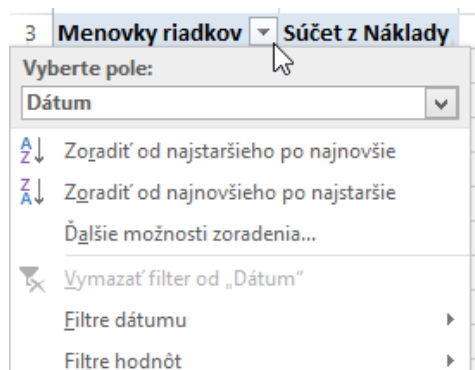 3 Menovky riadkov Súčet z Náklady
Vyberte pole:
Dátum
Zoradiť od najstaršieho po najnovšie
Zoradiť od najnovšieho po najstaršie
Ďalšie možnosti zoradenia...
Vymazať filter od „Dátum“
Filtre dátumu
Filtre hodnôt